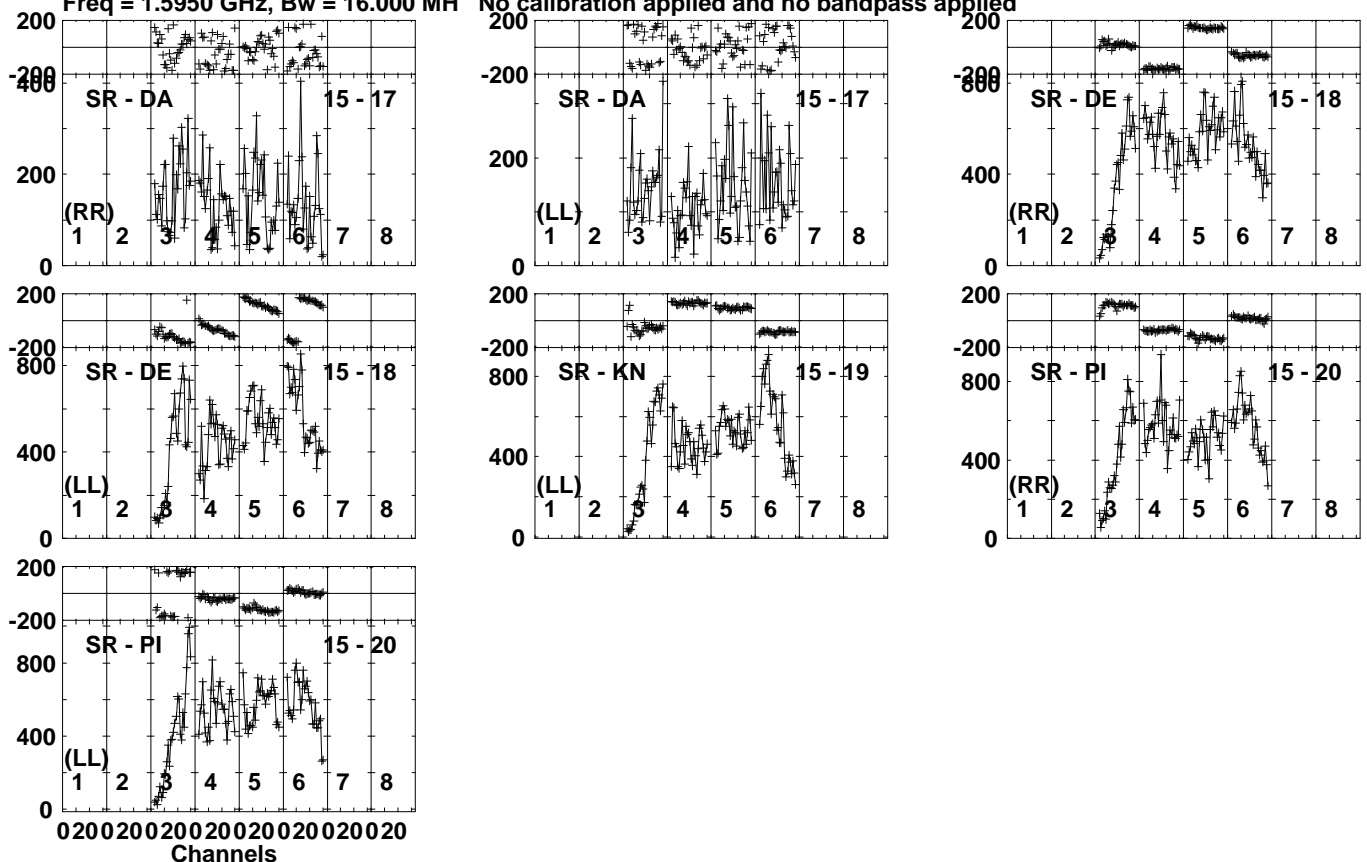 Freq = 1.5950 GHz, Bw = 16.000 MH No calibration applied and no bandpass applied
200
-200
400
200
0
SR - DA 15 - 17
(RR)
1 2 3 4 5 6 7 8
200
-200
200
0
SR - DA 15 - 17
(LL)
1 2 3 4 5 6 7 8
200
-200
800
400
0
SR - DE 15 - 18
(RR)
1 2 3 4 5 6 7 8
200
-200
800
400
0
SR - DE 15 - 18
(LL)
1 2 3 4 5 6 7 8
200
-200
800
400
0
SR - KN 15 - 19
(LL)
1 2 3 4 5 6 7 8
200
-200
800
400
0
SR - PI 15 - 20
(RR)
1 2 3 4 5 6 7 8
200
-200
800
400
0
SR - PI 15 - 20
(LL)
1 2 3 4 5 6 7 8
0 20 0 20 0 20 0 20 0 20 0 20 0 20 0 20
Channels